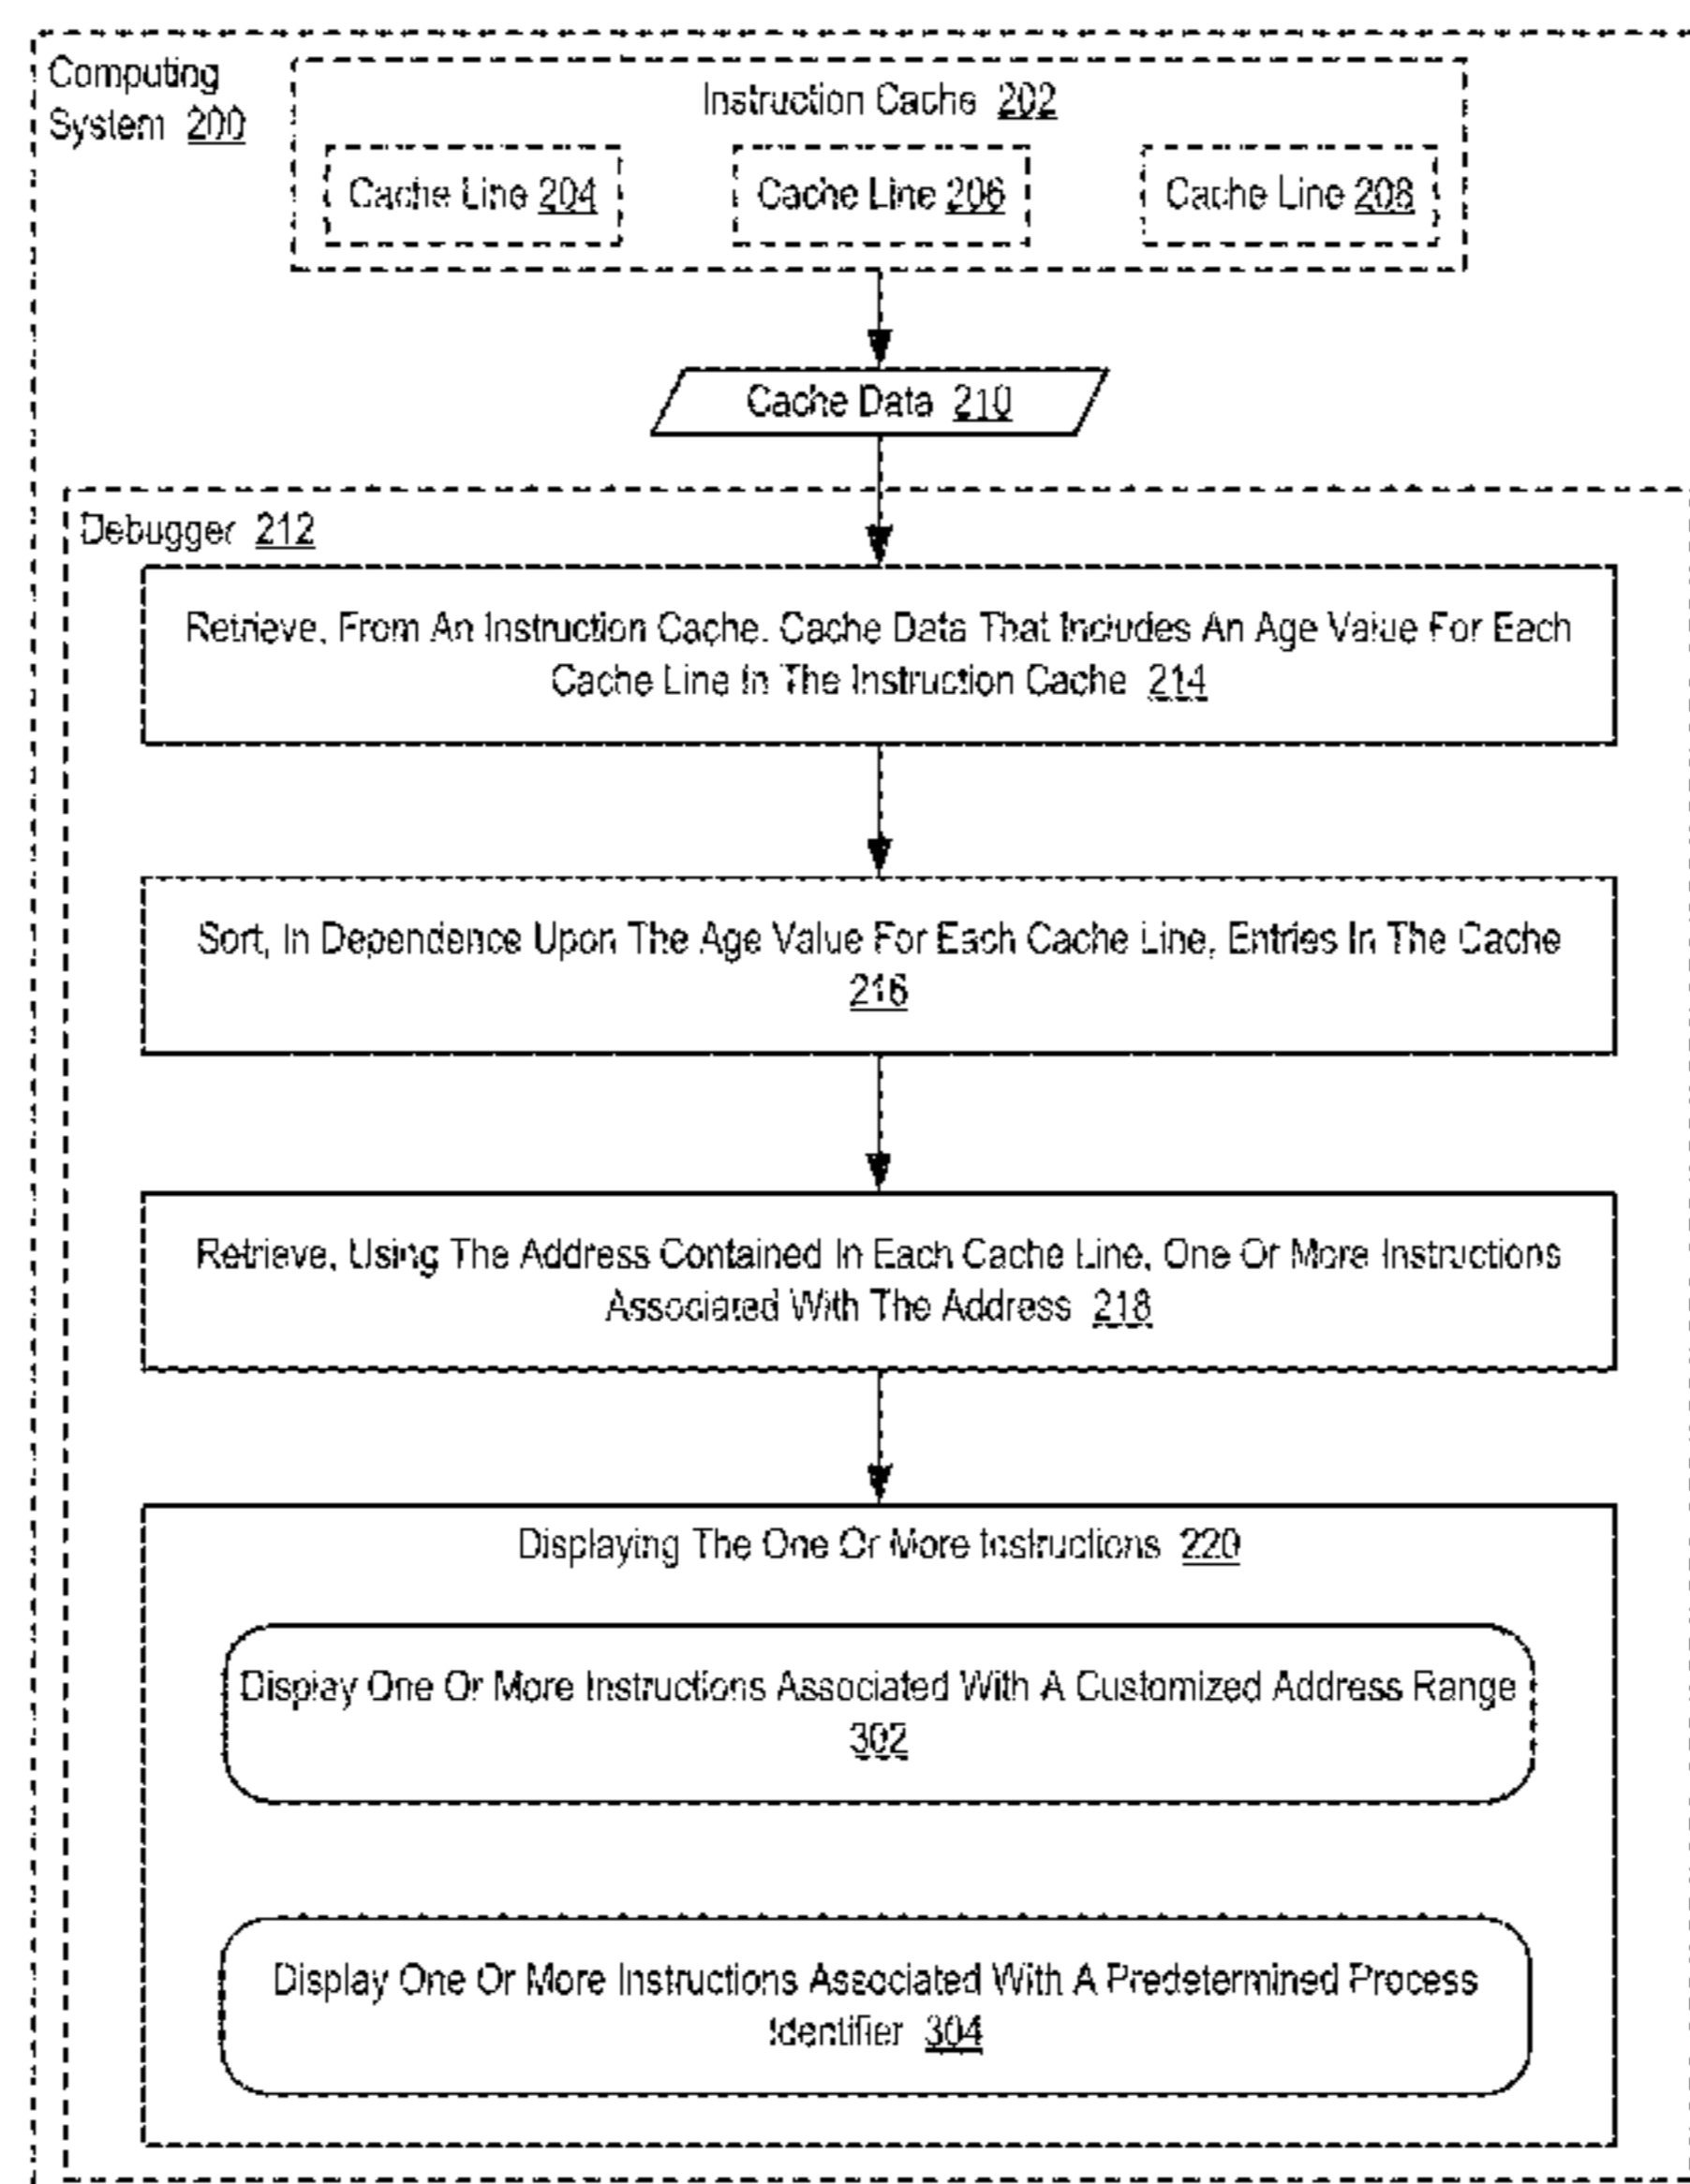 Computing
System 200
Instruction Cache 202
Cache Line 204
Cache Line 206
Cache Line 208
Cache Data 210
Debugger 212
Retrieve, From An Instruction Cache, Cache Data That Includes An Age Value For Each
Cache Line In The Instruction Cache 214
Sort, In Dependence Upon The Age Value For Each Cache Line, Entries In The Cache
216
Retrieve, Using The Address Contained In Each Cache Line, One Or More Instructions
Associated With The Address 218
Displaying The One Or More Instructions 220
Display One Or More Instructions Associated With A Customized Address Range
302
Display One Or More Instructions Associated With A Predetermined Process
Identifier 304